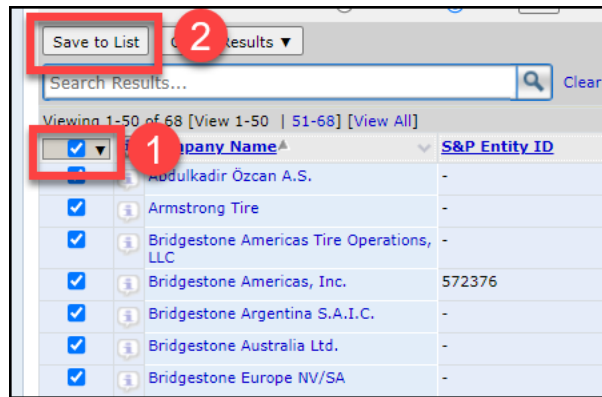 Save to List
2
Results ▼
Search Results...
Clear
Viewing 1-50 of 68 [View 1-50 | 51-68] [View All]
1
pany Name
S&P Entity ID
Abdulkadir Özcan A.S. -
Armstrong Tire -
Bridgestone Americas Tire Operations, -
LLC
Bridgestone Americas, Inc. 572376
Bridgestone Argentina S.A.I.C. -
Bridgestone Australia Ltd. -
Bridgestone Europe NV/SA -